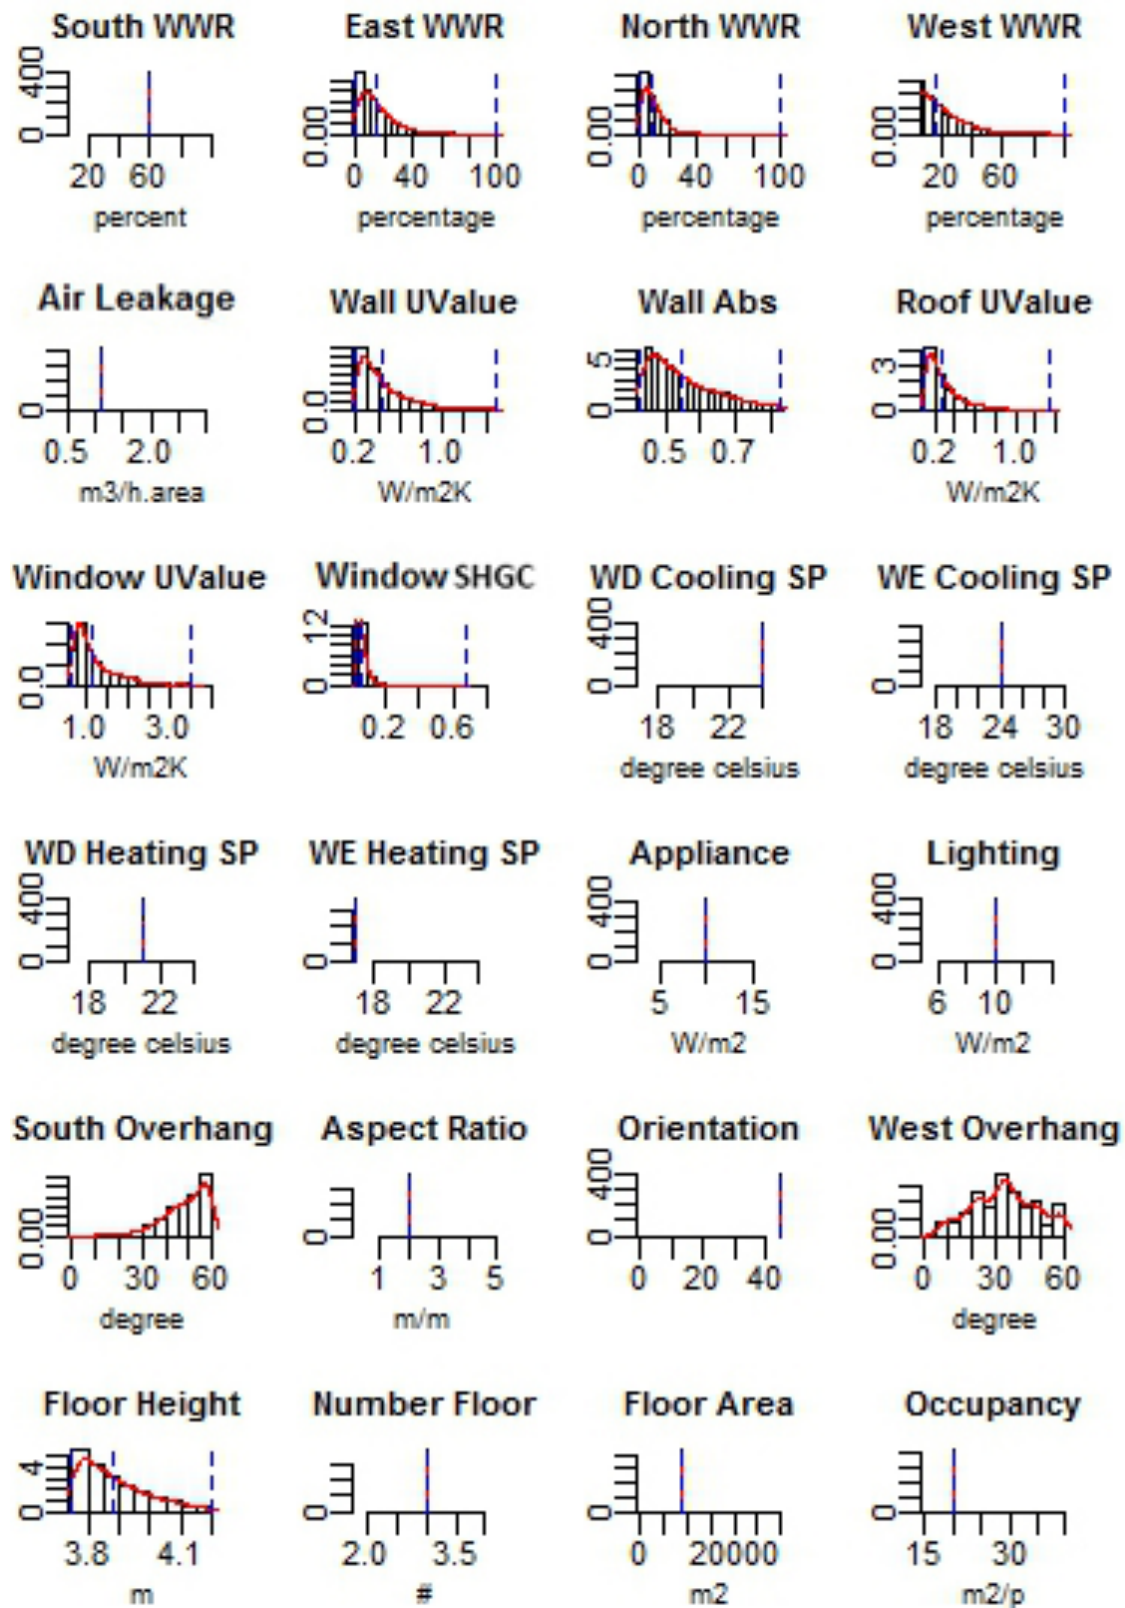 South WWR East WWR North WWR West WWR
0 400 0.00 0.00 0.00
20 60 0 40 100 0 40 100 20 60
percent percentage percentage percentage
Air Leakage Wall UValue Wall Abs Roof UValue
0 0.0 0 5 0 3
0.5 2.0 0.2 1.0 0.5 0.7 0.2 1.0
m3/h.area W/m2K W/m2K
Window UValue Window SHGC WD Cooling SP WE Cooling SP
0.0 0 12 0 400 0
1.0 3.0 0.2 0.6 18 22 18 24 30
W/m2K degree celsius degree celsius
WD Heating SP WE Heating SP Appliance Lighting
0 400 0 0 400 0 400
18 22 18 22 5 15 6 10
degree celsius degree celsius W/m2 W/m2
South Overhang Aspect Ratio Orientation West Overhang
0.00 0 0 400 0.00
0 30 60 1 3 5 0 20 40 0 30 60
degree m/m degree
Floor Height Number Floor Floor Area Occupancy
0 4 0 0 0
3.8 4.1 2.0 3.5 0 20000 15 30
m # m2 m2/p